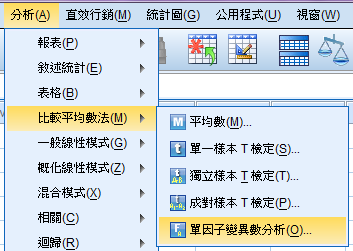 分析(A) 直效行銷(M) 統計圖(G) 公用程式(U) 視窗(W)
報表(P)
敘述統計(E)
表格(B)
比較平均數法(M)
一般線性模式(G)
概化線性模式(Z)
混合模式(X)
相關(C)
迴歸(R)
平均數(M)...
單一樣本 T 檢定(S)...
獨立樣本 T 檢定(T)...
成對樣本 T 檢定(P)...
單因子變異數分析(O)...